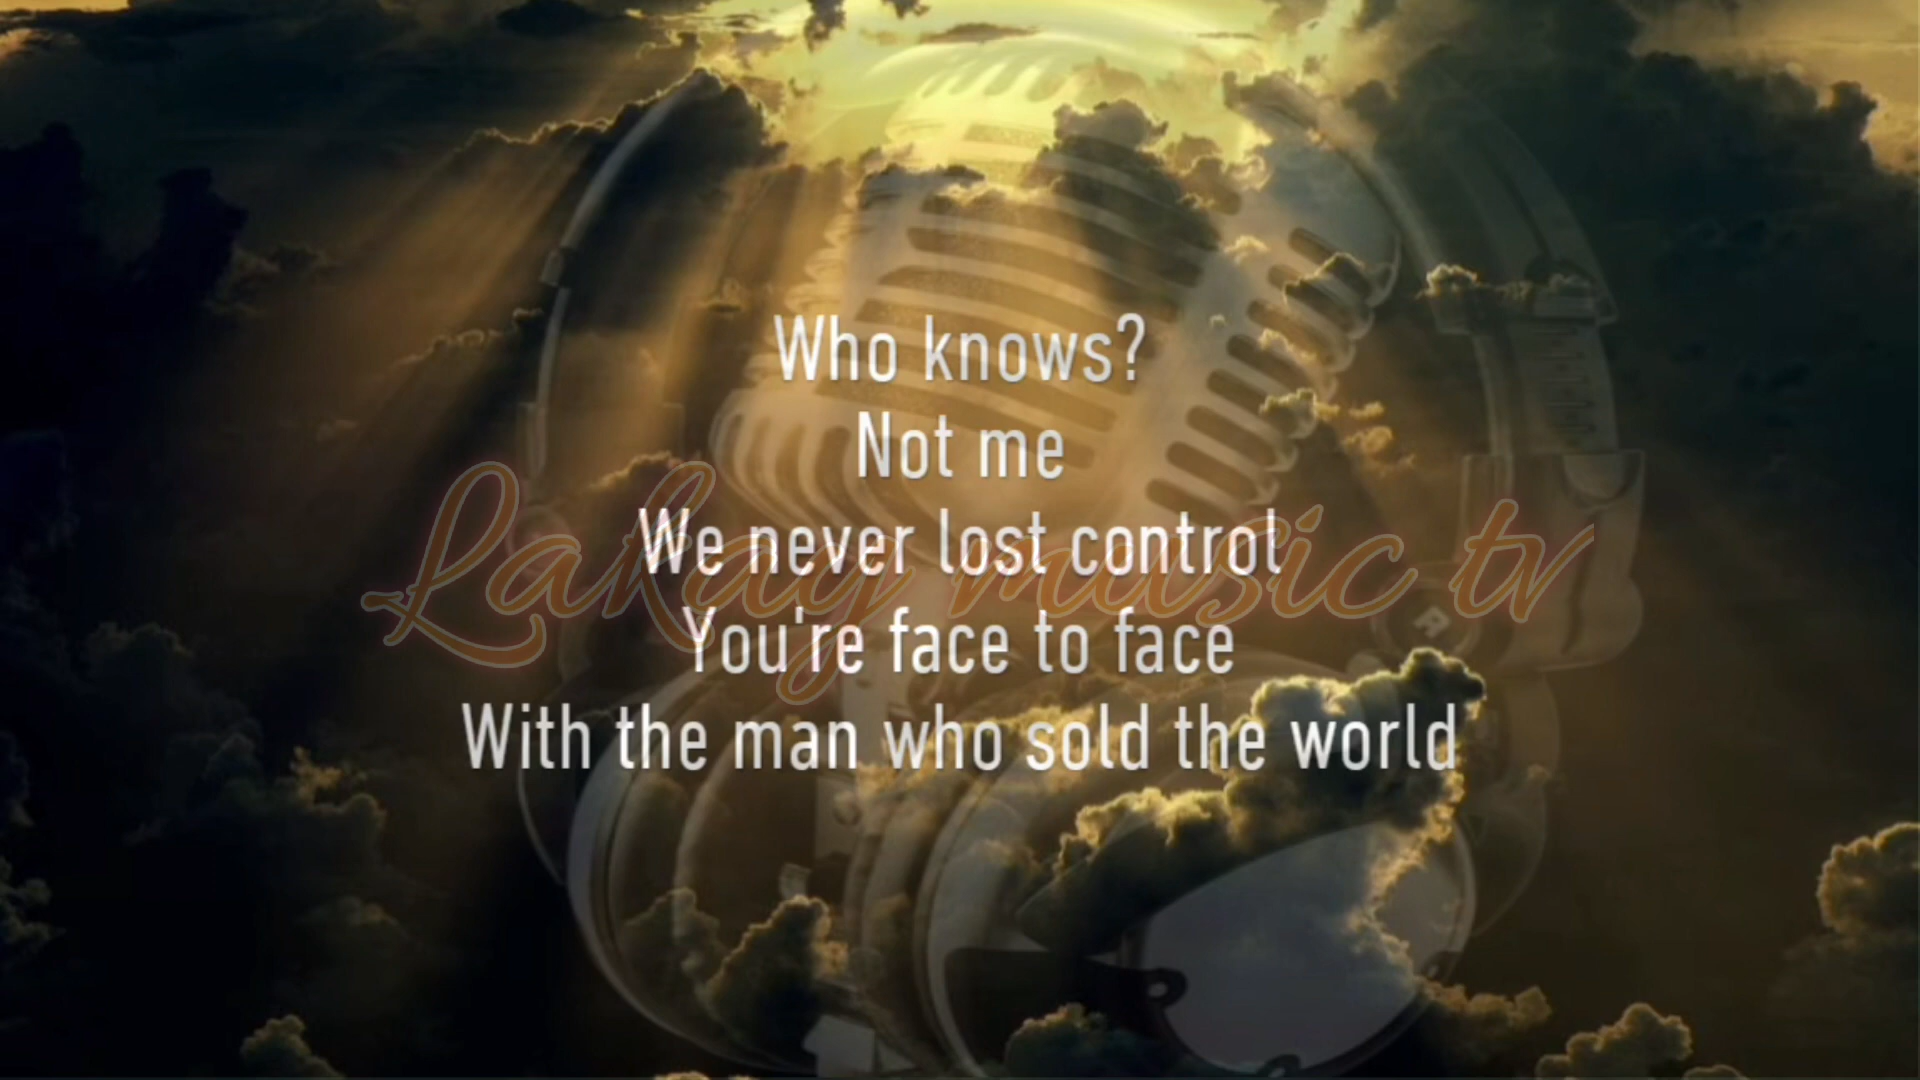 Who knows?
Not me
We never lost control
You're face to face
With the man who sold the world
Lakay music tv
R